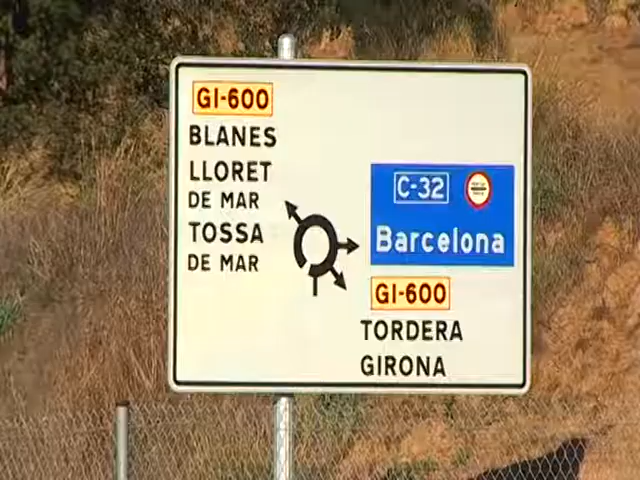 GI-600
BLANES
LLORET
DE MAR
TOSSA
DE MAR
C-32
Barcelona
GI-600
TORDERA
GIRONA